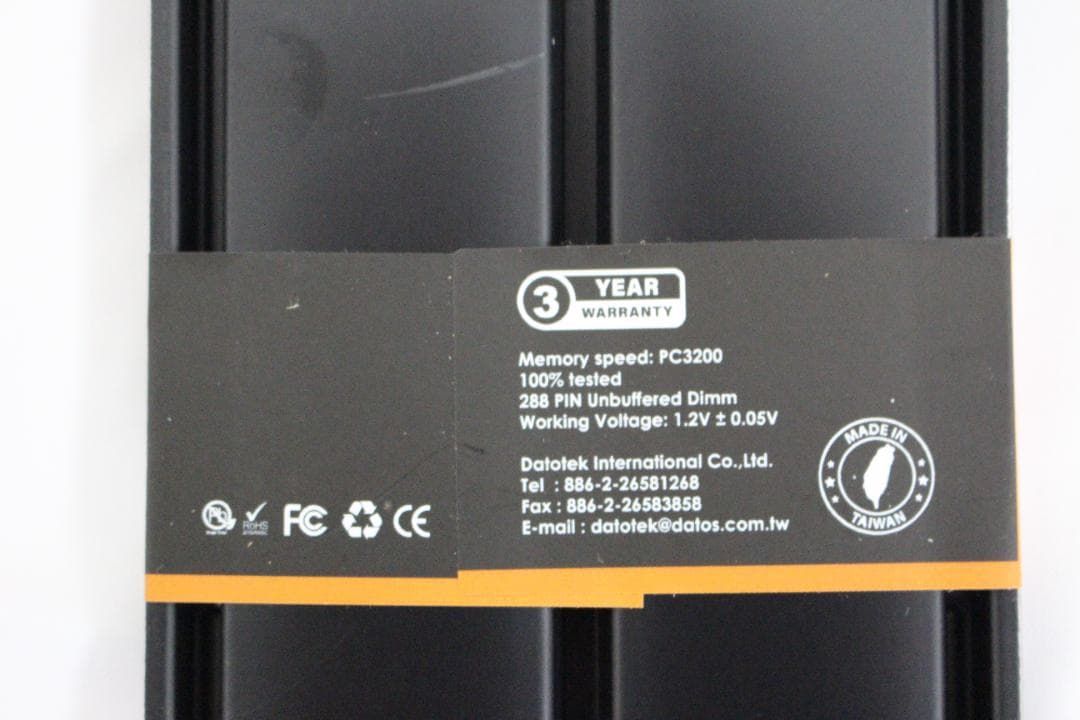 3 YEAR
WARRANTY
Memory speed: PC3200
100% tested
288 PIN Unbuffered Dimm
Working Voltage: 1.2V ± 0.05V
Datotek International Co.,Ltd.
Tel : 886-2-26581268
Fax : 886-2-26583858
E-mail : datotek@datos.com.tw
MADE IN
TAIWAN
Pb
RoHS
FC
CE